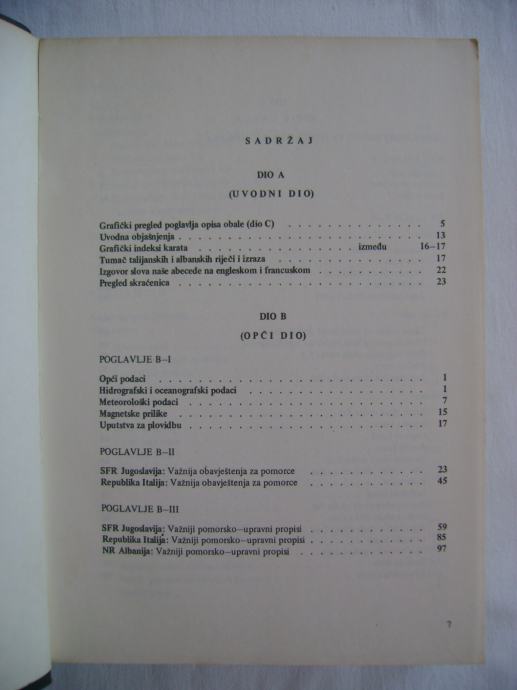 SADRŽAJ
DIO A
(UVODNI DIO)
Grafički pregled poglavlja opisa obale (dio C) . . . . . . . . . . . . . 5
Uvodna objašnjenja . . . . . . . . . . . . . . . . . . . . . . . . 13
Grafički indeksi karata . . . . . . . . . . . . . . . . . između 16–17
Tumač talijanskih i albanskih riječi i izraza . . . . . . . . . . . . . . 17
Izgovor slova naše abecede na engleskom i francuskom . . . . . . . . . . . 22
Pregled skraćenica . . . . . . . . . . . . . . . . . . . . . . . . 23
DIO B
(OPĆI DIO)
POGLAVLJE B–I
Opći podaci . . . . . . . . . . . . . . . . . . . . . . . . . . 1
Hidrografski i oceanografski podaci . . . . . . . . . . . . . . . . . . 1
Meteorološki podaci . . . . . . . . . . . . . . . . . . . . . . . 7
Magnetske prilike . . . . . . . . . . . . . . . . . . . . . . . . 15
Uputstva za plovidbu . . . . . . . . . . . . . . . . . . . . . . . 17
POGLAVLJE B–II
SFR Jugoslavija: Važnija obavještenja za pomorce . . . . . . . . . . . . 23
Republika Italija: Važnija obavještenja za pomorce . . . . . . . . . . . . 45
POGLAVLJE B–III
SFR Jugoslavija: Važniji pomorsko–upravni propisi . . . . . . . . . . . . 59
Republika Italija: Važniji pomorsko–upravni propisi . . . . . . . . . . . . 85
NR Albanija: Važniji pomorsko–upravni propisi . . . . . . . . . . . . . 97
7